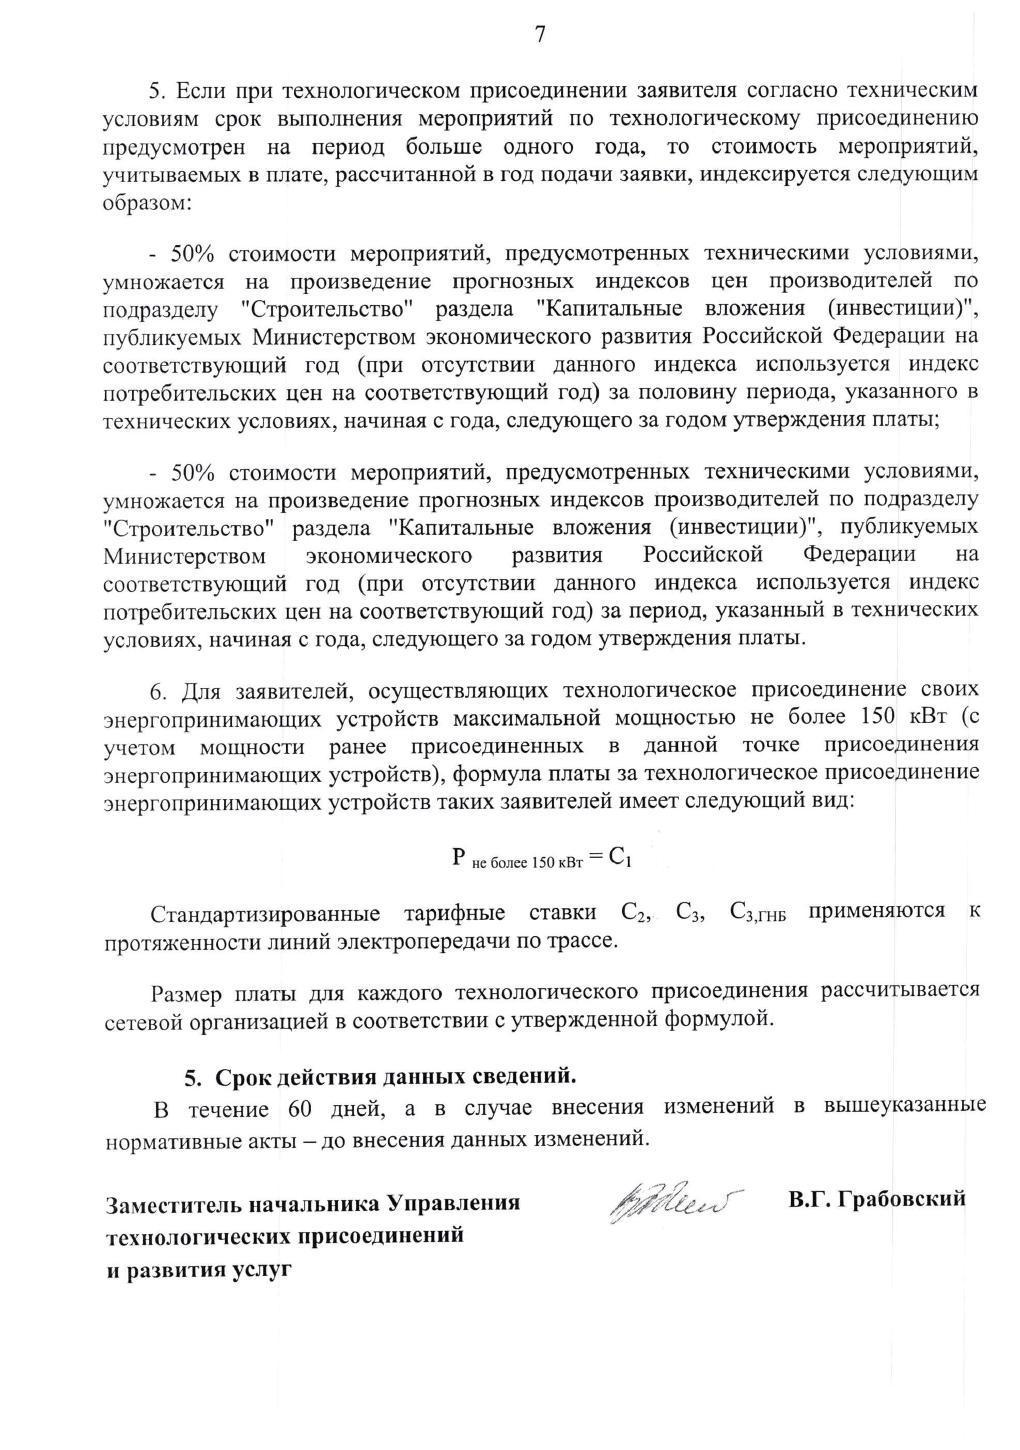 7
5. Если при технологическом присоединении заявителя согласно техническим
условиям срок выполнения мероприятий по технологическому присоединению
предусмотрен на период больше одного года, то стоимость мероприятий,
учитываемых в плате, рассчитанной в год подачи заявки, индексируется следующим
образом:
- 50% стоимости мероприятий, предусмотренных техническими условиями,
умножается на произведение прогнозных индексов цен производителей по
подразделу "Строительство" раздела "Капитальные вложения (инвестиции)",
публикуемых Министерством экономического развития Российской Федерации на
соответствующий год (при отсутствии данного индекса используется индекс
потребительских цен на соответствующий год) за половину периода, указанного в
технических условиях, начиная с года, следующего за годом утверждения платы;
- 50% стоимости мероприятий, предусмотренных техническими условиями,
умножается на произведение прогнозных индексов производителей по подразделу
"Строительство" раздела "Капитальные вложения (инвестиции)", публикуемых
Министерством экономического развития Российской Федерации на
соответствующий год (при отсутствии данного индекса используется индекс
потребительских цен на соответствующий год) за период, указанный в технических
условиях, начиная с года, следующего за годом утверждения платы.
6. Для заявителей, осуществляющих технологическое присоединение своих
энергопринимающих устройств максимальной мощностью не более 150 кВт (с
учетом мощности ранее присоединенных в данной точке присоединения
энергопринимающих устройств), формула платы за технологическое присоединение
энергопринимающих устройств таких заявителей имеет следующий вид:
Р не более 150 кВт = С1
Стандартизированные тарифные ставки С2, С3, С3,ГНБ применяются к
протяженности линий электропередачи по трассе.
Размер платы для каждого технологического присоединения рассчитывается
сетевой организацией в соответствии с утвержденной формулой.
5. Срок действия данных сведений.
В течение 60 дней, а в случае внесения изменений в вышеуказанные
нормативные акты – до внесения данных изменений.
Заместитель начальника Управления В.Г. Грабовский
технологических присоединений
и развития услуг